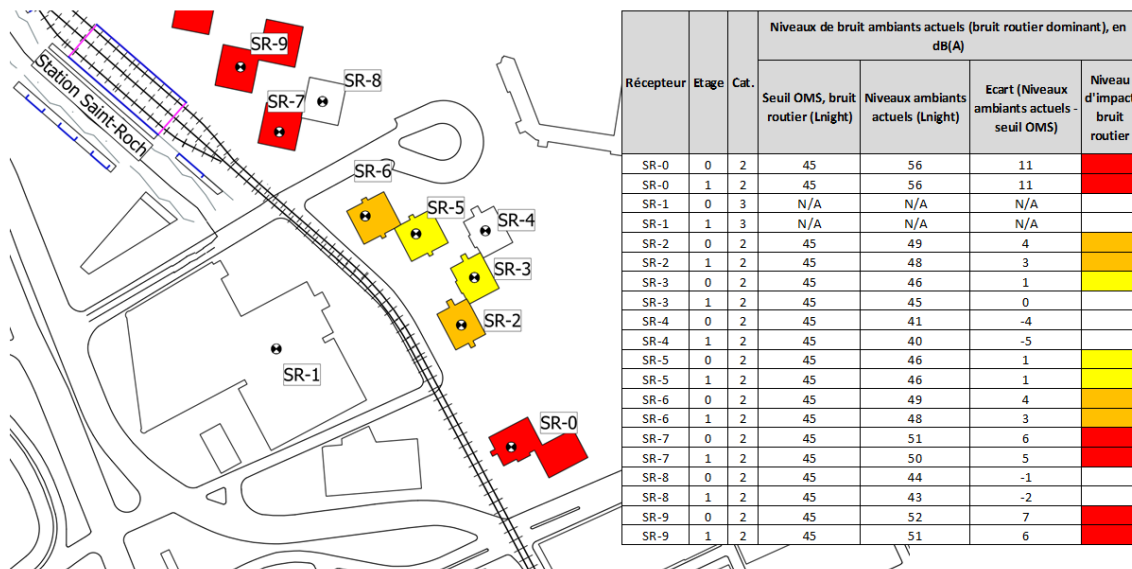 SR-9
SR-8
SR-7
Station Saint-Roch
SR-6
SR-5
SR-4
SR-3
SR-2
SR-1
SR-0
Niveaux de bruit ambiants actuels (bruit routier dominant), en
dB(A)
Récepteur Etage Cat. Seuil OMS, bruit routier (Lnight) Niveaux ambiants actuels (Lnight) Ecart (Niveaux ambiants actuels - seuil OMS) Niveau d'impact bruit routier
SR-0 0 2 45 56 11
SR-0 1 2 45 56 11
SR-1 0 3 N/A N/A N/A
SR-1 1 3 N/A N/A N/A
SR-2 0 2 45 49 4
SR-2 1 2 45 48 3
SR-3 0 2 45 46 1
SR-3 1 2 45 45 0
SR-4 0 2 45 41 -4
SR-4 1 2 45 40 -5
SR-5 0 2 45 46 1
SR-5 1 2 45 46 1
SR-6 0 2 45 49 4
SR-6 1 2 45 48 3
SR-7 0 2 45 51 6
SR-7 1 2 45 50 5
SR-8 0 2 45 44 -1
SR-8 1 2 45 43 -2
SR-9 0 2 45 52 7
SR-9 1 2 45 51 6